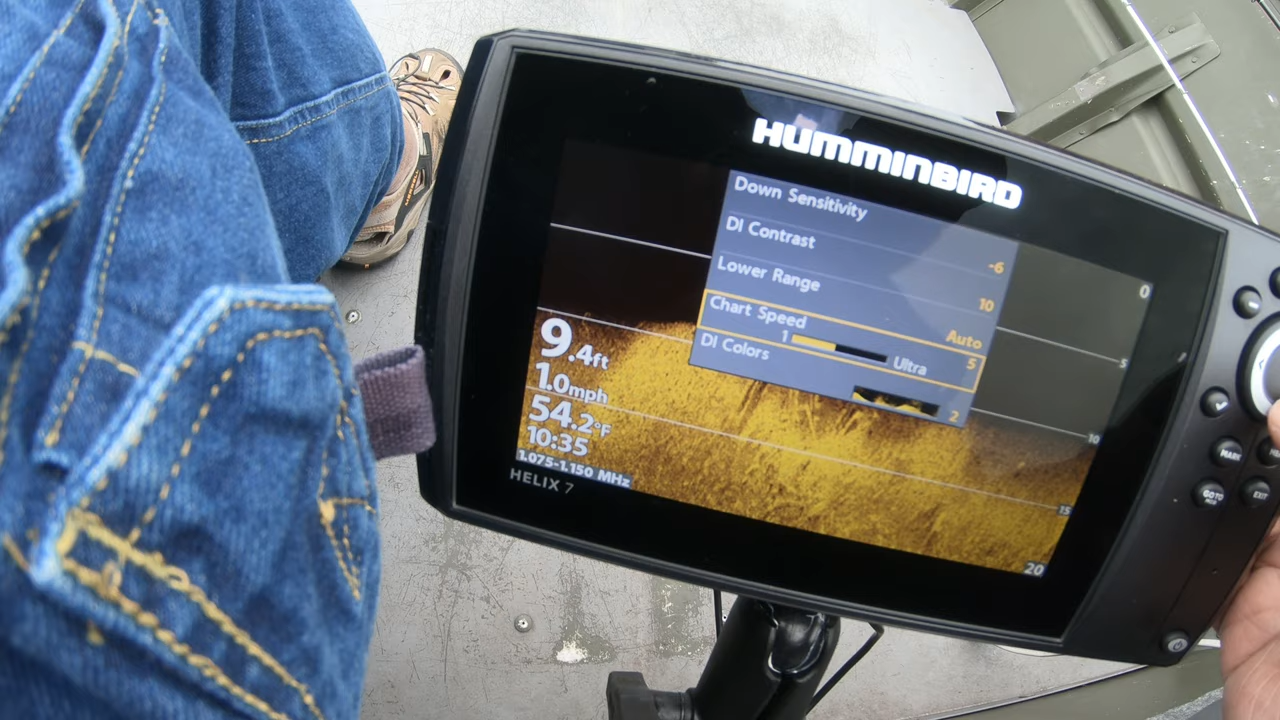 HUMMINBIRD
Down Sensitivity
-6
DI Contrast
10
Lower Range
Auto
Chart Speed
1 Ultra 5
DI Colors
2
0
5
10
15
20
9.4ft
1.0mph
54.2°F
10:35
1.075-1.150 MHz
HELIX 7
MARK
GOTO
EXIT